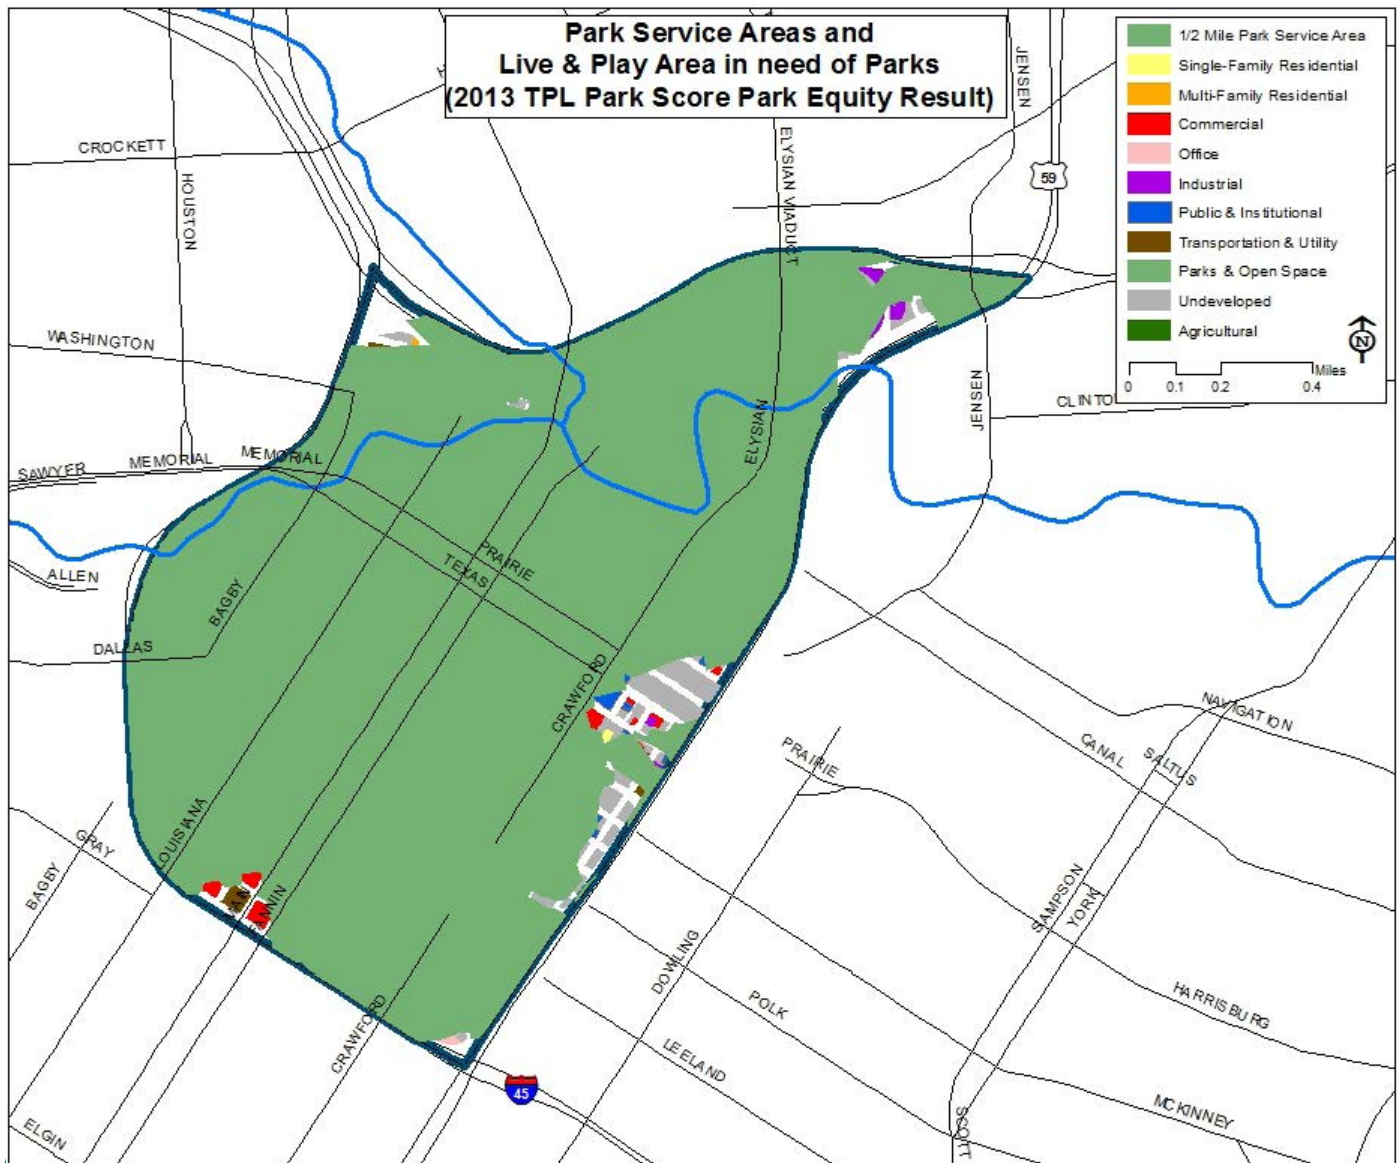 Park Service Areas and
Live & Play Area in need of Parks
(2013 TPL Park Score Park Equity Result)
1/2 Mile Park Service Area
Single-Family Residential
Multi-Family Residential
Commercial
Office
Industrial
Public & Institutional
Transportation & Utility
Parks & Open Space
Undeveloped
Agricultural
N
Miles
0 0.1 0.2 0.4
JENSEN
59
CROCKETT
HOUSTON
ELYSIAN VIADUCT
WASHINGTON
JENSEN
CLINTO
ELYSIAN
SAWYER
MEMORIAL
MEMORIAL
PRAIRIE
TEXAS
ALLEN
BAGBY
DALLAS
CRAWFORD
NAVIGATION
CANAL
SALTUS
PRAIRIE
LOUISIANA
GRAY
BAGBY
FANNIN
SAMPSON
YORK
DOWLING
POLK
HARRISBURG
CRAWFORD
LEELAND
45
MCKINNEY
SCOTT
ELGIN